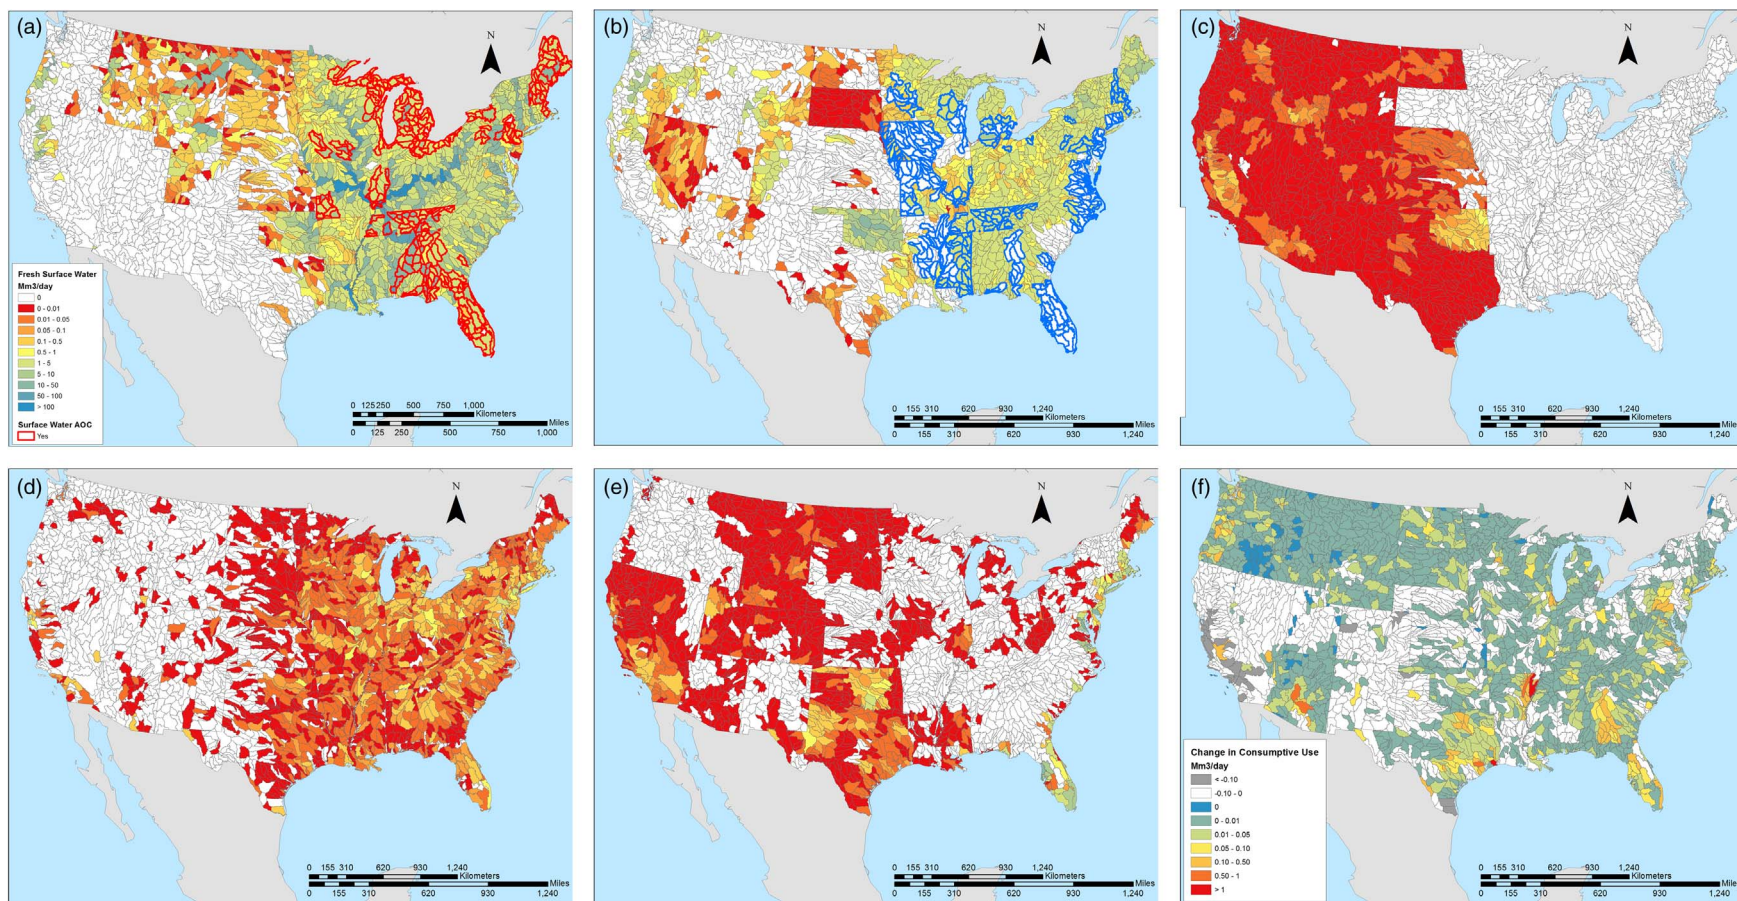 (a)
N
Fresh Surface Water
Mm3/day
0
0 - 0.01
0.01 - 0.05
0.05 - 0.1
0.1 - 0.5
0.5 - 1
1 - 5
5 - 10
10 - 50
50 - 100
> 100
Surface Water AOC
Yes
0 125 250 500 750 1,000
Kilometers
Miles
0 125 250 500 750 1,000
(b)
N
0 155 310 620 930 1,240
Kilometers
Miles
0 155 310 620 930 1,240
(c)
N
0 155 310 620 930 1,240
Kilometers
Miles
0 155 310 620 930 1,240
(d)
N
0 155 310 620 930 1,240
Kilometers
Miles
0 155 310 620 930 1,240
(e)
N
0 155 310 620 930 1,240
Kilometers
Miles
0 155 310 620 930 1,240
(f)
N
Change in Consumptive Use
Mm3/day
< -0.10
-0.10 - 0
0
0 - 0.01
0.01 - 0.05
0.05 - 0.10
0.10 - 0.50
0.50 - 1
> 1
0 155 310 620 930 1,240
Kilometers
Miles
0 155 310 620 930 1,240